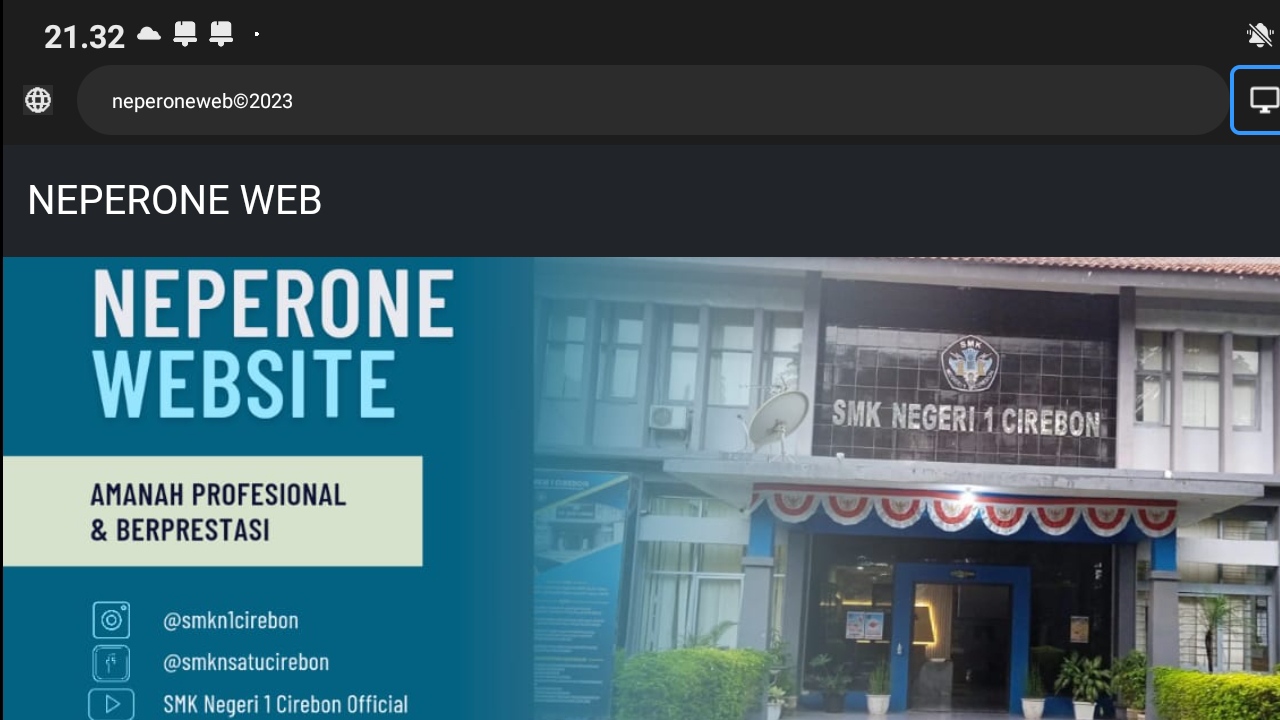 21.32
neperoneweb©2023
NEPERONE WEB
NEPERONE
WEBSITE
AMANAH PROFESIONAL
& BERPRESTASI
@smkn1cirebon
@smknsatucirebon
SMK Negeri 1 Cirebon Official
SMK
SMK NEGERI 1 CIREBON